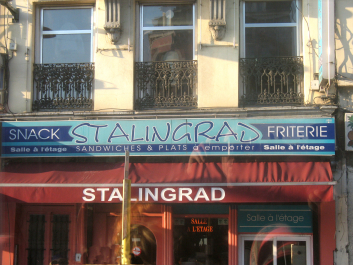 SNACK STALINGRAD FRITERIE
Salle à l'étage SANDWICHES & PLATS à emporter Salle à l'étage
STALINGRAD
SALLE A
L'ETAGE
Salle à l'étage